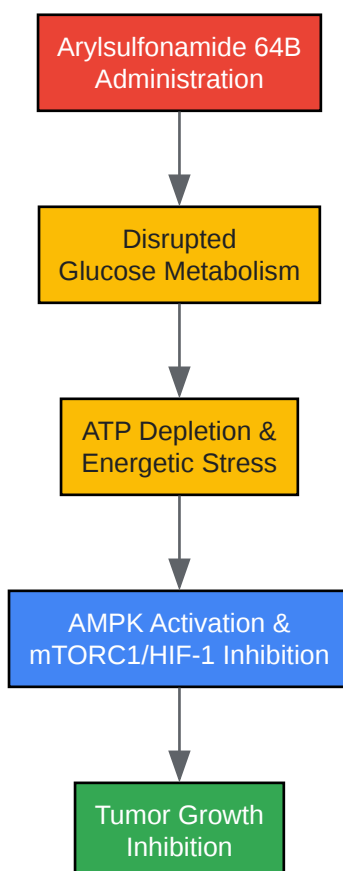 Arylsulfonamide 64B
Administration
Disrupted
Glucose Metabolism
ATP Depletion &
Energetic Stress
AMPK Activation &
mTORC1/HIF-1 Inhibition
Tumor Growth
Inhibition